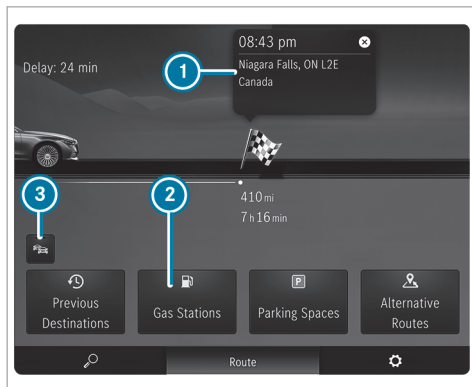 08:43 pm
Delay: 24 min
1
Niagara Falls, ON L2E
Canada
3
2
410 mi
7 h 16 min
P
Previous
Destinations
Gas Stations
Parking Spaces
Alternative
Routes
Route